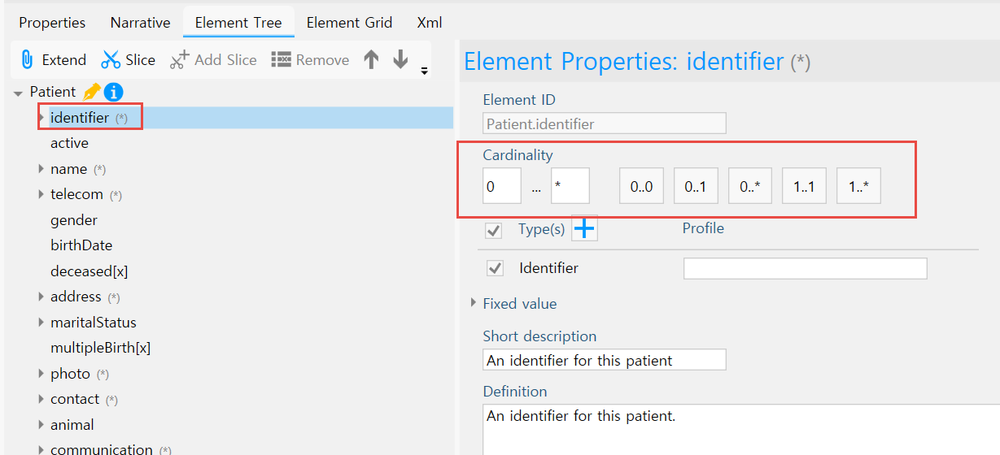 Properties Narrative Element Tree Element Grid Xml
Extend Slice Add Slice Remove
Patient
identifier (*)
active
name (*)
telecom (*)
gender
birthDate
deceased[x]
address (*)
maritalStatus
multipleBirth[x]
photo (*)
contact (*)
animal
communication (*)
Element Properties: identifier (*)
Element ID
Patient.identifier
Cardinality
0 ... * 0..0 0..1 0..* 1..1 1..*
Type(s) Profile
Identifier
Fixed value
Short description
An identifier for this patient
Definition
An identifier for this patient.